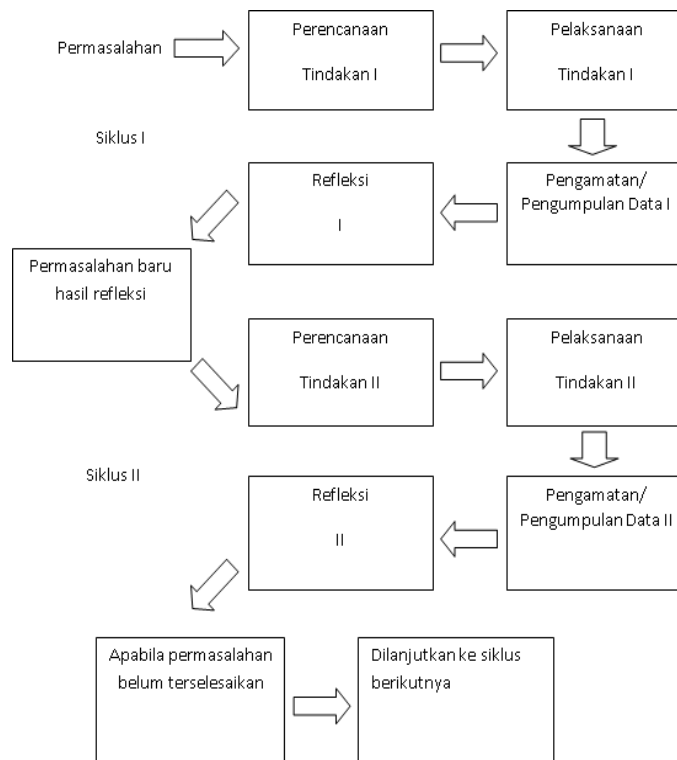 Permasalahan
Perencanaan
Tindakan I
Pelaksanaan
Tindakan I
Siklus I
Pengamatan/
Pengumpulan Data I
Refleksi
I
Permasalahan baru
hasil refleksi
Perencanaan
Tindakan II
Pelaksanaan
Tindakan II
Siklus II
Pengamatan/
Pengumpulan Data II
Refleksi
II
Apabila permasalahan
belum terselesaikan
Dilanjutkan ke siklus
berikutnya